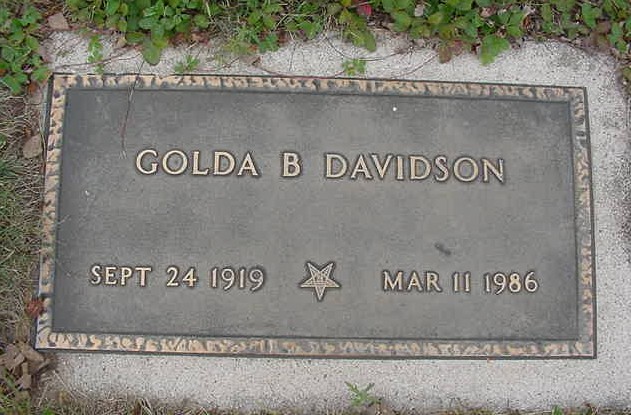 GOLDA B DAVIDSON
SEPT 24 1919 MAR 11 1986